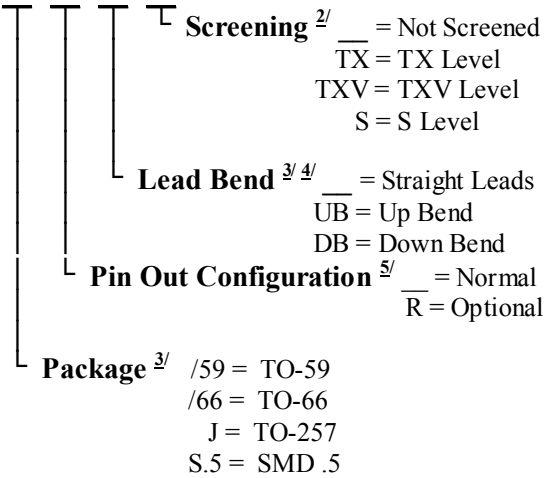 Screening 2/ __ = Not Screened
TX = TX Level
TXV = TXV Level
S = S Level
Lead Bend 3/ 4/ __ = Straight Leads
UB = Up Bend
DB = Down Bend
Pin Out Configuration 5/ __ = Normal
R = Optional
Package 3/ /59 = TO-59
/66 = TO-66
J = TO-257
S.5 = SMD .5